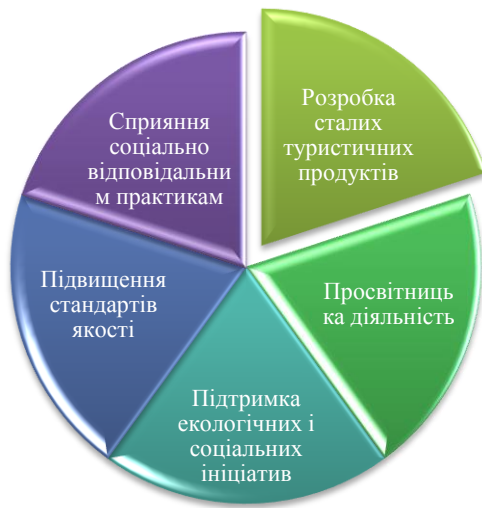 Розробка
сталих
туристичних
продуктів
Просвітниць
ка діяльність
Підтримка
екологічних і
соціальних
ініціатив
Підвищення
стандартів
якості
Сприяння
соціально
відповідальни
м практикам